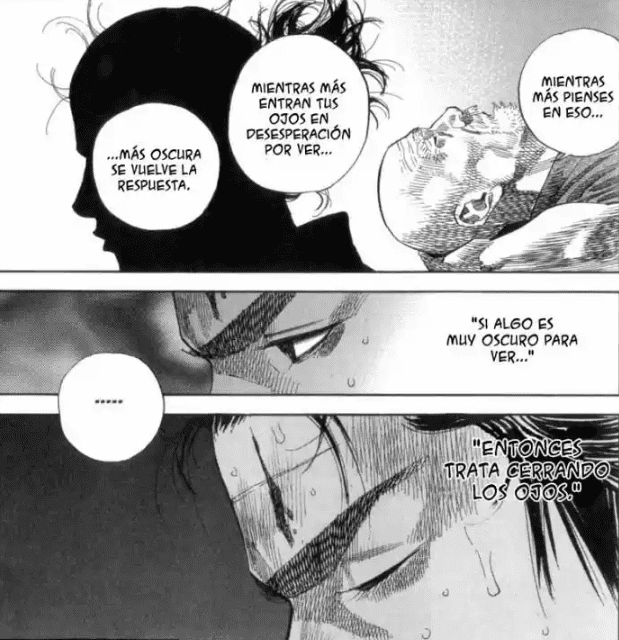 MIENTRAS
MÁS PIENSES
EN ESO...
MIENTRAS MÁS
ENTRAN TUS
OJOS EN
DESESPERACIÓN
POR VER...
...MÁS OSCURA
SE VUELVE LA
RESPUESTA.
"SI ALGO ES
MUY OSCURO PARA
VER..."
.....
"ENTONCES
TRATA CERRANDO
LOS OJOS."